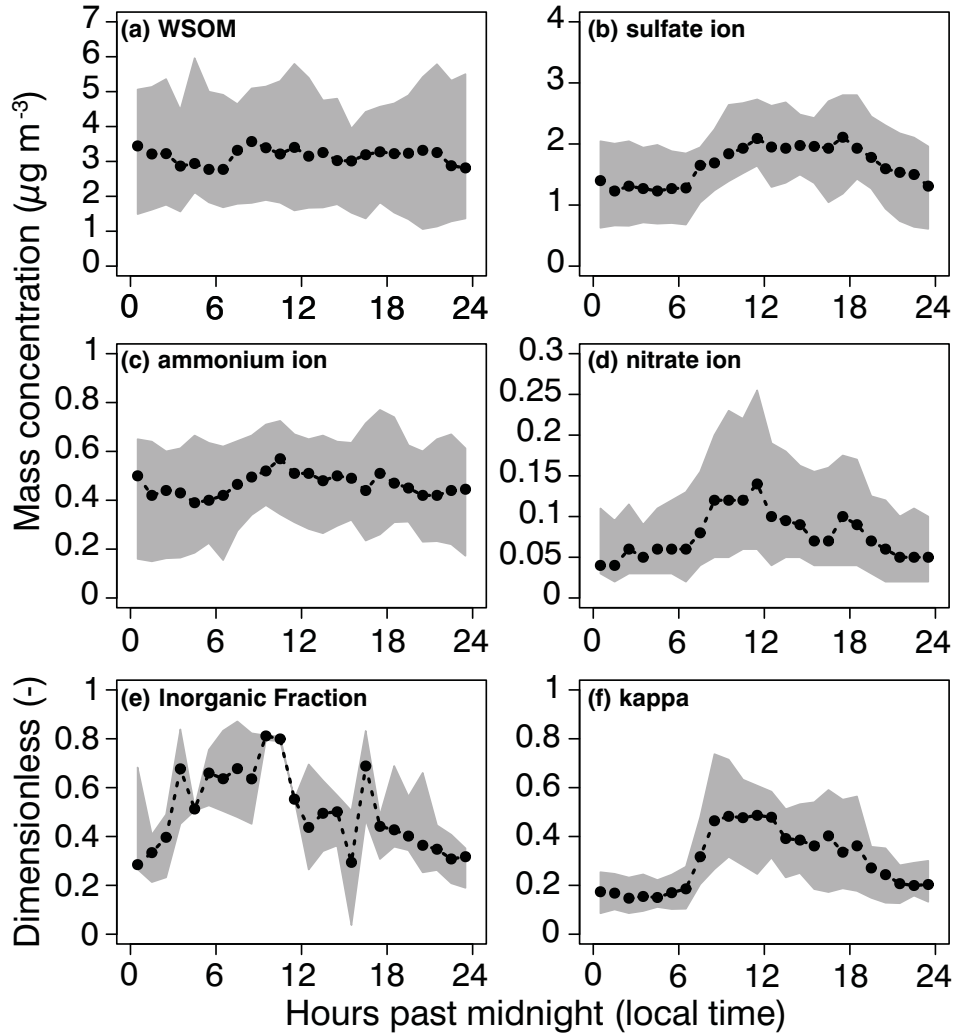 Mass concentration (μg m -3)
(a) WSOM
7
6
5
4
3
2
1
0
0 6 12 18 24
(b) sulfate ion
4
3
2
1
0
0 6 12 18 24
(c) ammonium ion
1
0.8
0.6
0.4
0.2
0
0 6 12 18 24
(d) nitrate ion
0.3
0.25
0.2
0.15
0.1
0.05
0
0 6 12 18 24
Dimensionless (-)
(e) Inorganic Fraction
1
0.8
0.6
0.4
0.2
0
0 6 12 18 24
(f) kappa
1
0.8
0.6
0.4
0.2
0
0 6 12 18 24
Hours past midnight (local time)